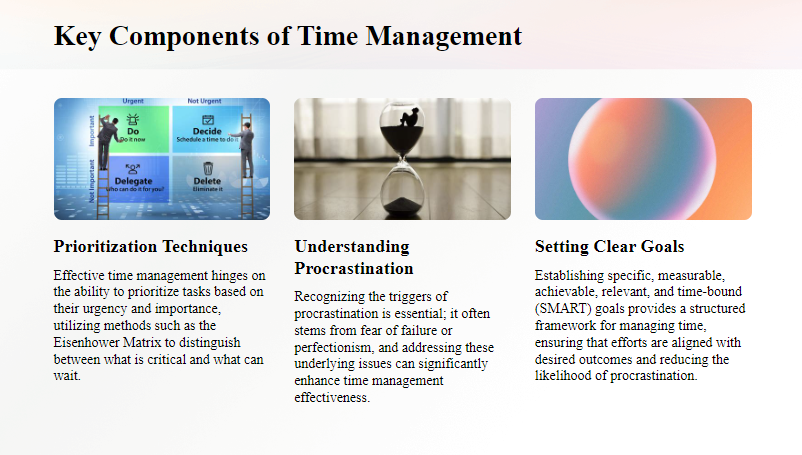 Key Components of Time Management
Urgent
Not Urgent
Important
Do
Do it now
Decide
Schedule a time to do it
Not Important
Delegate
Who can do it for you?
Delete
Eliminate it
Prioritization Techniques
Effective time management hinges on
the ability to prioritize tasks based on
their urgency and importance,
utilizing methods such as the
Eisenhower Matrix to distinguish
between what is critical and what can
wait.
Understanding
Procrastination
Recognizing the triggers of
procrastination is essential; it often
stems from fear of failure or
perfectionism, and addressing these
underlying issues can significantly
enhance time management
effectiveness.
Setting Clear Goals
Establishing specific, measurable,
achievable, relevant, and time-bound
(SMART) goals provides a structured
framework for managing time,
ensuring that efforts are aligned with
desired outcomes and reducing the
likelihood of procrastination.